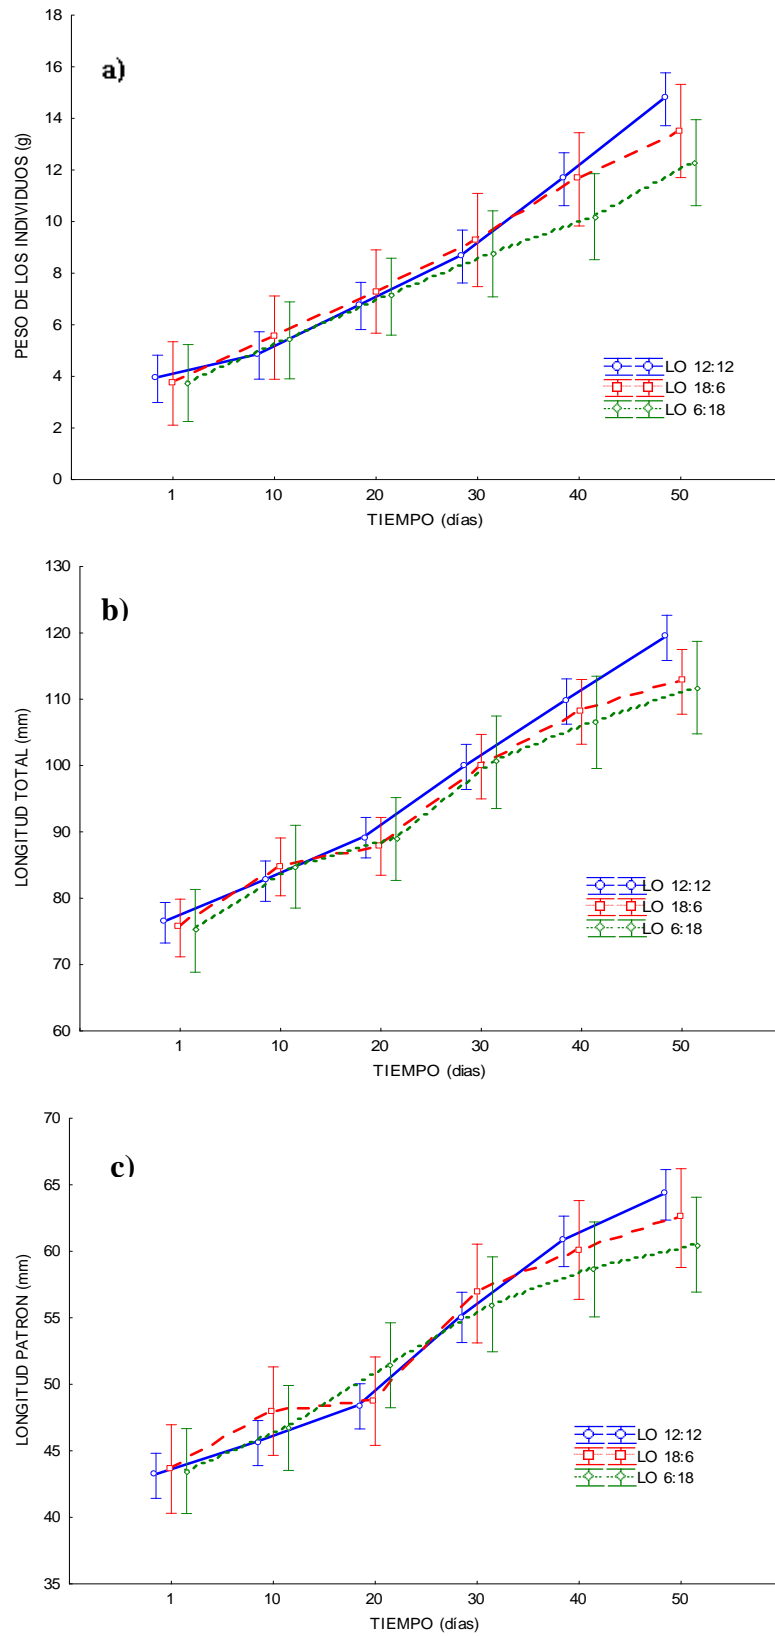 a)
PESO DE LOS INDIVIDUOS (g)
18
16
14
12
10
8
6
4
2
0
LO 12:12
LO 18:6
LO 6:18
1 10 20 30 40 50
TIEMPO (días)
b)
LONGITUD TOTAL (mm)
130
120
110
100
90
80
70
60
LO 12:12
LO 18:6
LO 6:18
1 10 20 30 40 50
TIEMPO (dias)
c)
LONGITUD PATRON (mm)
70
65
60
55
50
45
40
35
LO 12:12
LO 18:6
LO 6:18
1 10 20 30 40 50
TIEMPO (días)